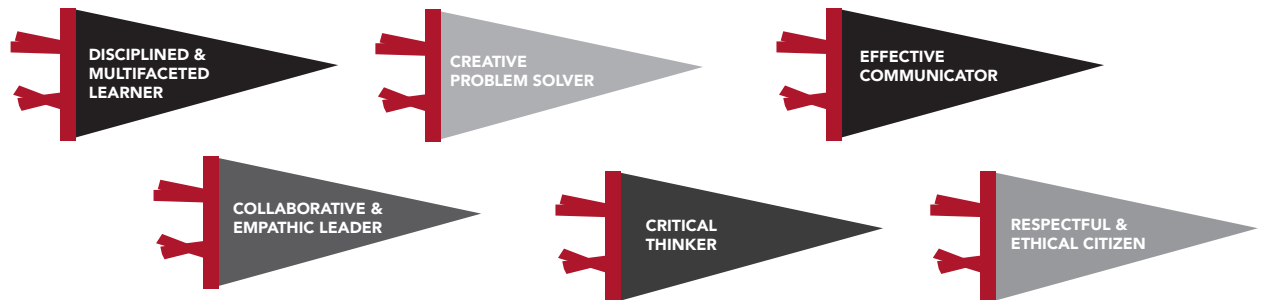 DISCIPLINED &
MULTIFACETED
LEARNER
CREATIVE
PROBLEM SOLVER
EFFECTIVE
COMMUNICATOR
COLLABORATIVE &
EMPATHIC LEADER
CRITICAL
THINKER
RESPECTFUL &
ETHICAL CITIZEN